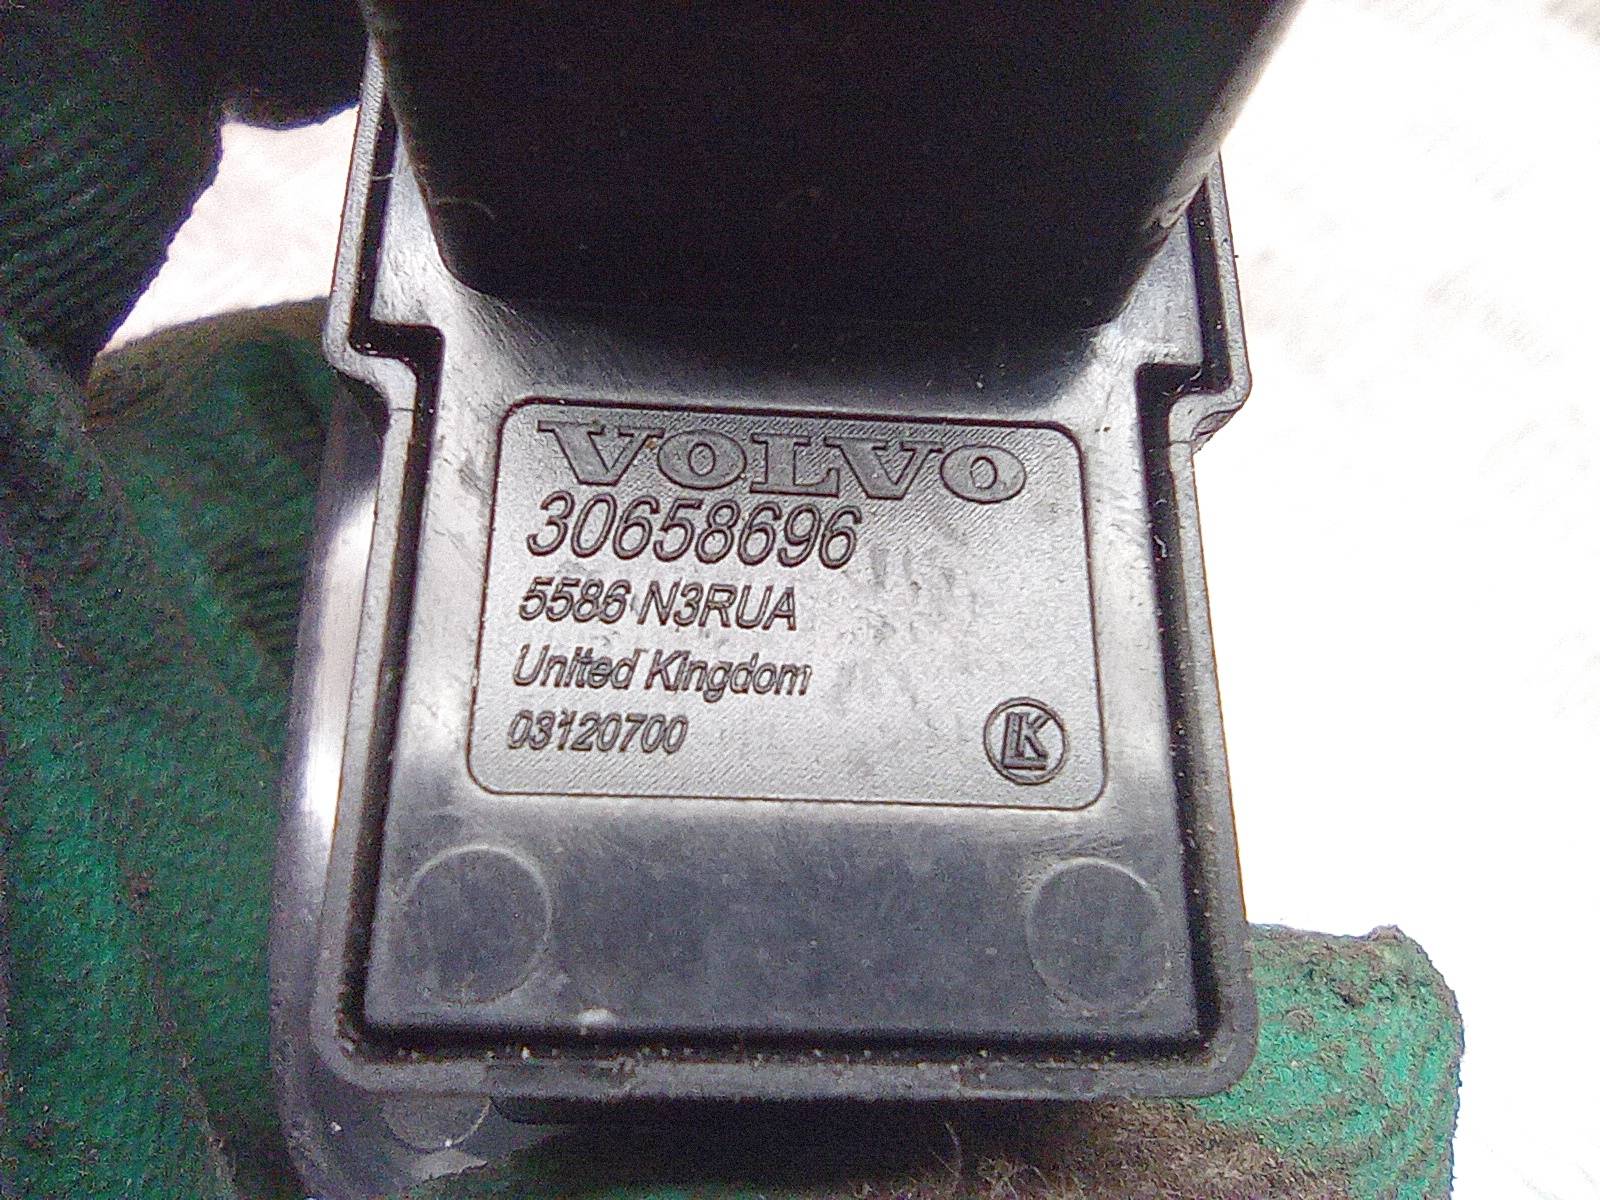 VOLVO
30658696
5586 N3RUA
United Kingdom
03120700
LK